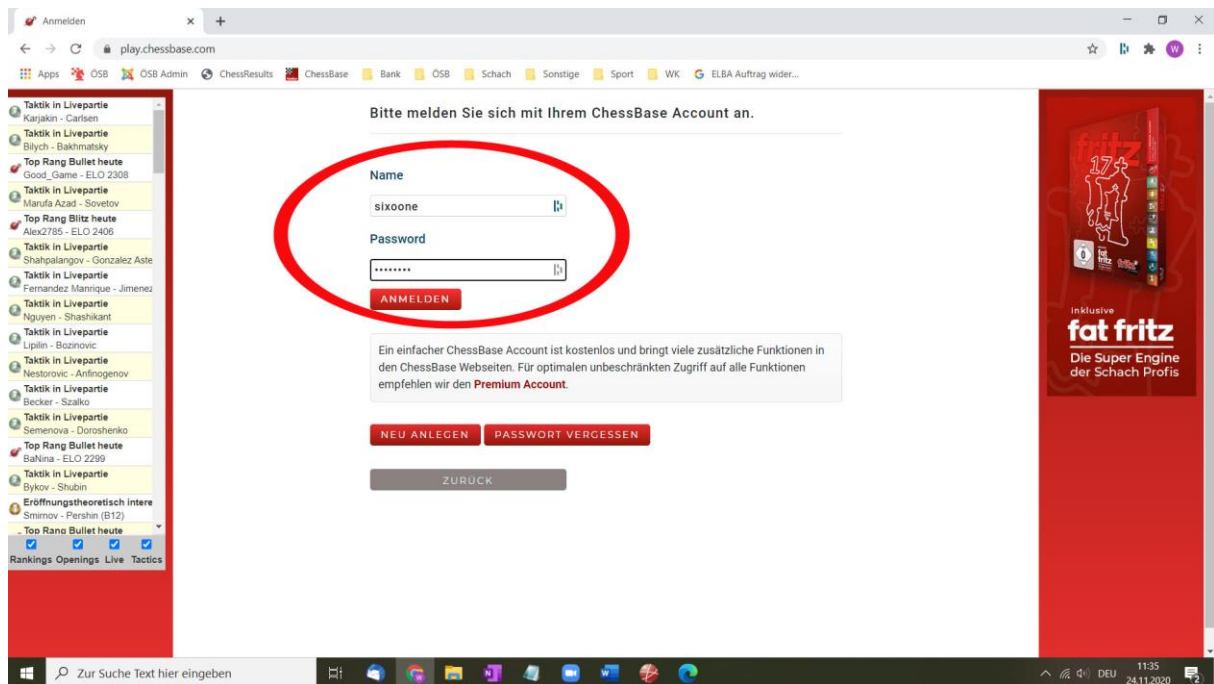 Anmelden
play.chessbase.com
W
Apps ÖSB ÖSB Admin ChessResults ChessBase Bank ÖSB Schach Sonstige Sport WK ELBA Auftrag wider...
Taktik in Livepartie
Karjakin - Carlsen
Taktik in Livepartie
Bilych - Bakhmatsky
Top Rang Bullet heute
Good_Game - ELO 2308
Taktik in Livepartie
Marufa Azad - Sovetov
Top Rang Blitz heute
Alex2785 - ELO 2406
Taktik in Livepartie
Shahpalangov - Gonzalez Aste
Taktik in Livepartie
Fernandez Manrique - Jimenez
Taktik in Livepartie
Nguyen - Shashikant
Taktik in Livepartie
Lipilin - Bozinovic
Taktik in Livepartie
Nestorovic - Anfinogenov
Taktik in Livepartie
Becker - Szalko
Taktik in Livepartie
Semenova - Doroshenko
Top Rang Bullet heute
BaNina - ELO 2299
Taktik in Livepartie
Bykov - Shubin
Eröffnungstheoretisch intere
Smirnov - Pershin (B12)
Top Rang Bullet heute
Rankings Openings Live Tactics
Bitte melden Sie sich mit Ihrem ChessBase Account an.
Name
sixoone
Password
ANMELDEN
Ein einfacher ChessBase Account ist kostenlos und bringt viele zusätzliche Funktionen in
den ChessBase Webseiten. Für optimalen unbeschränkten Zugriff auf alle Funktionen
empfehlen wir den Premium Account.
NEU ANLEGEN PASSWORT VERGESSEN
ZURÜCK
fritz
17
Inklusive
fat fritz
Die Super Engine
der Schach Profis
Zur Suche Text hier eingeben
DEU
11:35
24.11.2020